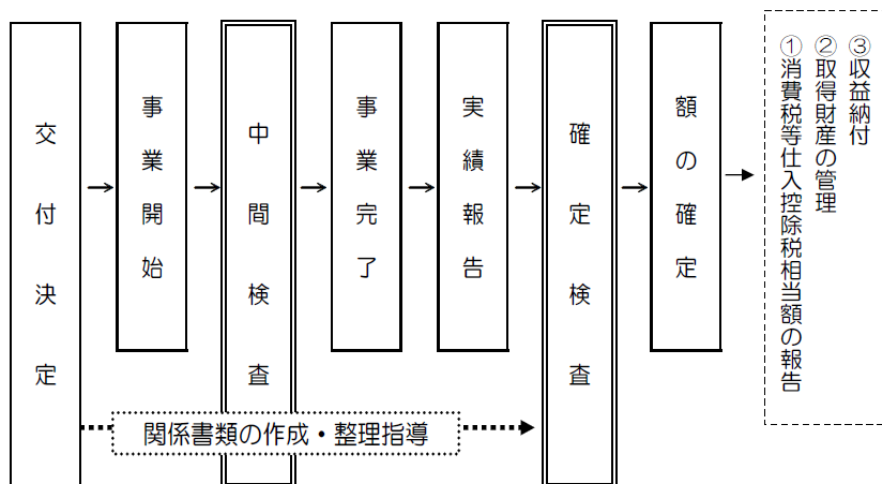 交付決定
事業開始
中間検査
事業完了
実績報告
確定検査
額の確定
③収益納付
②取得財産の管理
①消費税等仕入控除税相当額の報告
関係書類の作成・整理指導